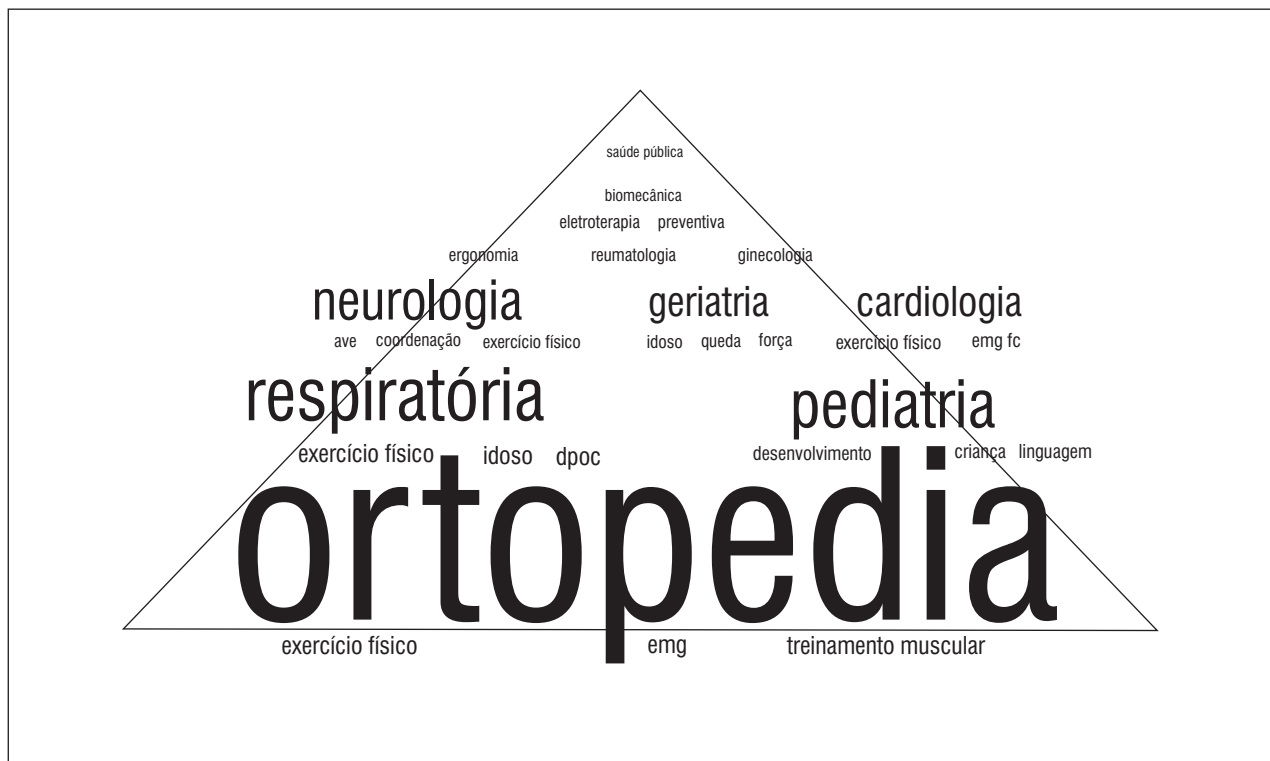 saúde pública
biomecânica
eletroterapia preventiva
ergonomia reumatologia ginecologia
neurologia geriatria cardiologia
ave coordenação exercício físico idoso queda força exercício físico emg fc
respiratória pediatria
exercício físico idoso dpoc desenvolvimento criança linguagem
ortopedia
exercício físico emg treinamento muscular